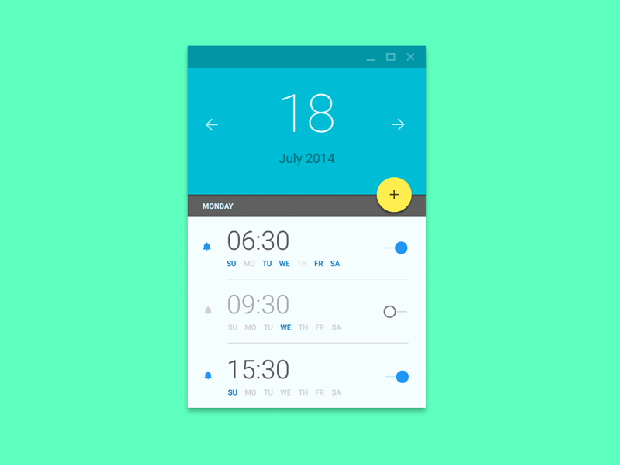 18
July 2014
MONDAY
06:30
SU MO TU WE TH FR SA
09:30
SU MO TU WE TH FR SA
15:30
SU MO TU WE TH FR SA